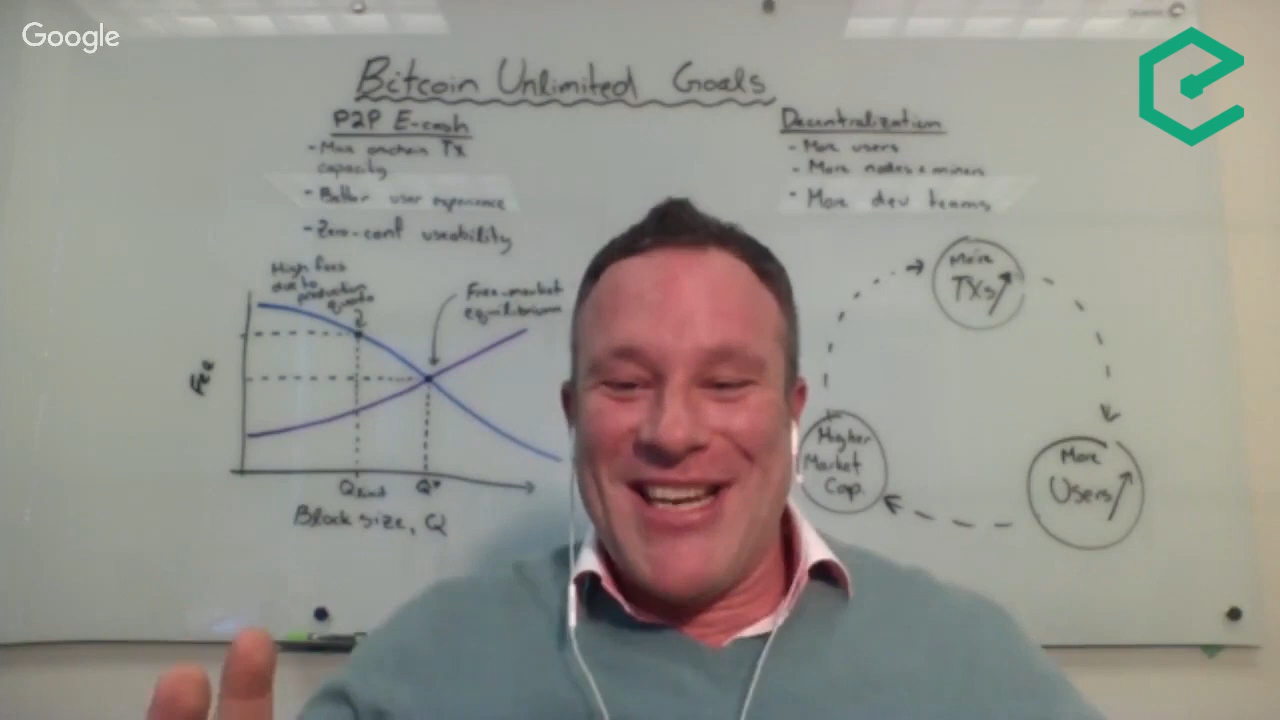 Google
Bitcoin Unlimited Goals
P2P E-cash
- Max onchain TX
capacity
- Better user experience
- Zero-conf useability
Decentralization
- More users
- More nodes + miners
- More dev teams
High fees
due to
production
quota
Free-market
equilibrium
Fee
Q*
Block size, Q
More
TXs
More
Users
Higher
Market
Cap.